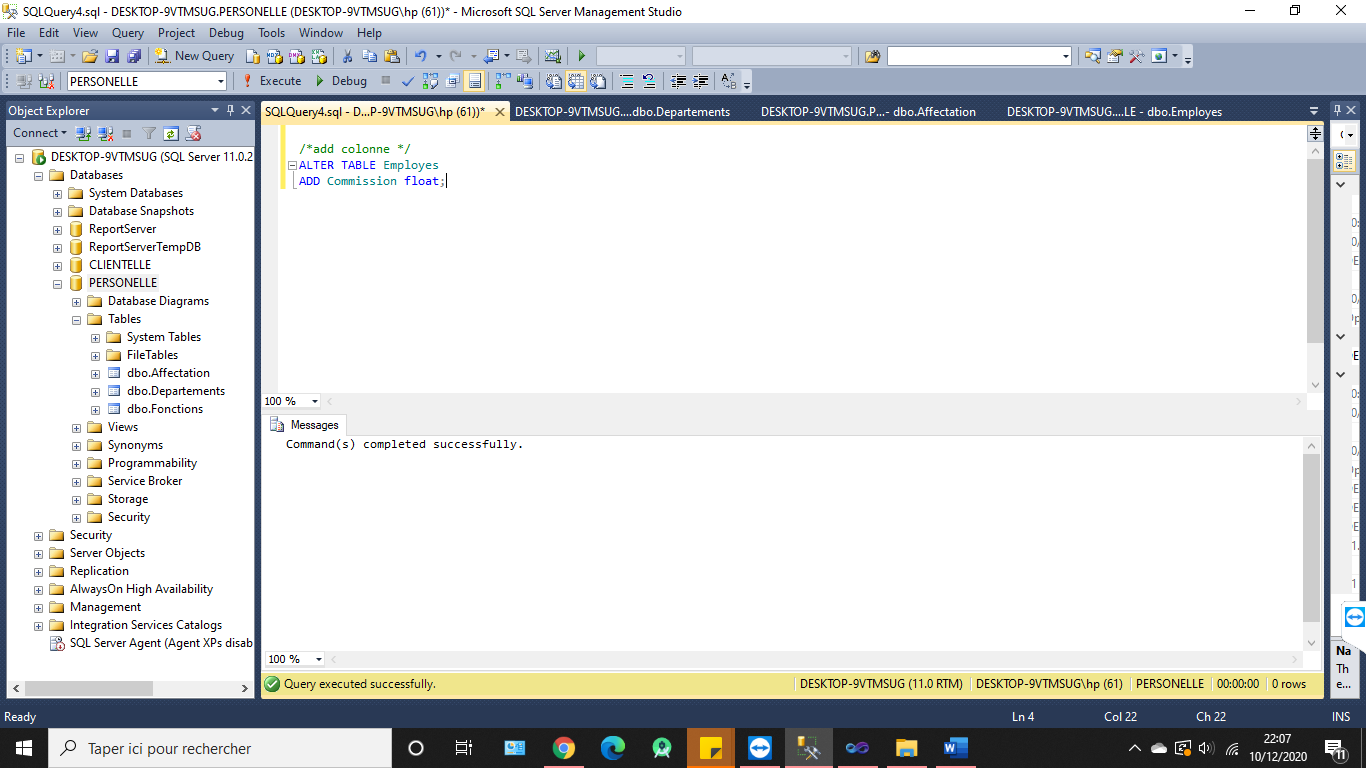 SQLQuery4.sql - DESKTOP-9VTMSUG.PERSONELLE (DESKTOP-9VTMSUG\hp (61))* - Microsoft SQL Server Management Studio
File Edit View Query Project Debug Tools Window Help
New Query
PERSONELLE Execute Debug
Object Explorer
Connect
DESKTOP-9VTMSUG (SQL Server 11.0.2
Databases
System Databases
Database Snapshots
ReportServer
ReportServerTempDB
CLIENTELLE
PERSONELLE
Database Diagrams
Tables
System Tables
FileTables
dbo.Affectation
dbo.Departements
dbo.Fonctions
Views
Synonyms
Programmability
Service Broker
Storage
Security
Security
Server Objects
Replication
AlwaysOn High Availability
Management
Integration Services Catalogs
SQL Server Agent (Agent XPs disab
SQLQuery4.sql - D...P-9VTMSUG\hp (61))* DESKTOP-9VTMSUG....dbo.Departements DESKTOP-9VTMSUG.P...- dbo.Affectation DESKTOP-9VTMSUG....LE - dbo.Employes
/*add colonne */
ALTER TABLE Employes
ADD Commission float;
100 %
Messages
Command(s) completed successfully.
100 %
Query executed successfully. DESKTOP-9VTMSUG (11.0 RTM) DESKTOP-9VTMSUG\hp (61) PERSONELLE 00:00:00 0 rows
Na
Th
e...
Ready Ln 4 Col 22 Ch 22 INS
Taper ici pour rechercher
22:07
10/12/2020
11